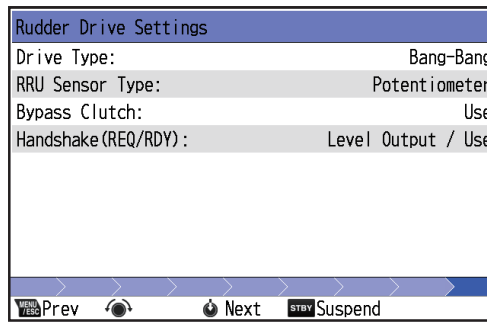 Rudder Drive Settings
Drive Type: Bang-Bang
RRU Sensor Type: Potentiometer
Bypass Clutch: Use
Handshake(REQ/RDY): Level Output / Use
MENU/ESC Prev Next STBY Suspend